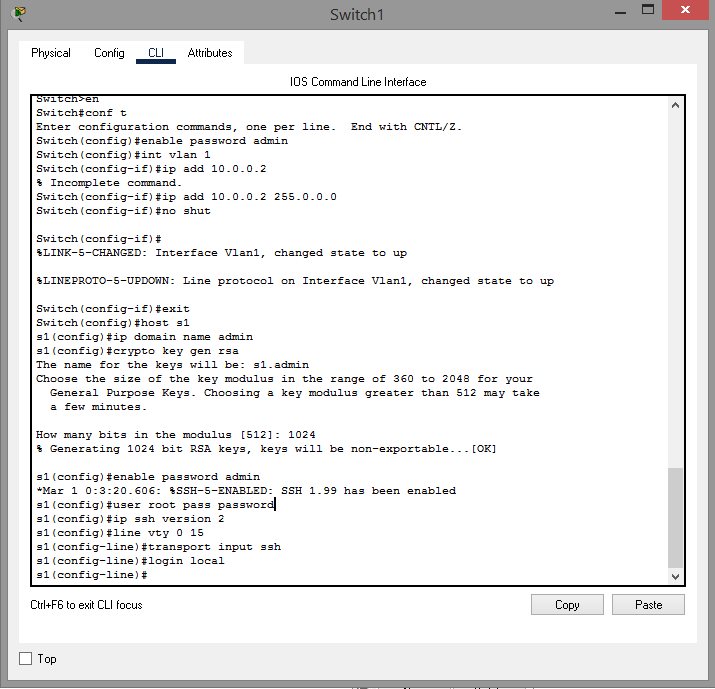 Switch1
Physical Config CLI Attributes
IOS Command Line Interface
Switch>en
Switch#conf t
Enter configuration commands, one per line.  End with CNTL/Z.
Switch(config)#enable password admin
Switch(config)#int vlan 1
Switch(config-if)#ip add 10.0.0.2
% Incomplete command.
Switch(config-if)#ip add 10.0.0.2 255.0.0.0
Switch(config-if)#no shut
Switch(config-if)#
%LINK-5-CHANGED: Interface Vlan1, changed state to up
%LINEPROTO-5-UPDOWN: Line protocol on Interface Vlan1, changed state to up
Switch(config-if)#exit
Switch(config)#host s1
s1(config)#ip domain name admin
s1(config)#crypto key gen rsa
The name for the keys will be: s1.admin
Choose the size of the key modulus in the range of 360 to 2048 for your
  General Purpose Keys. Choosing a key modulus greater than 512 may take
  a few minutes.
How many bits in the modulus [512]: 1024
% Generating 1024 bit RSA keys, keys will be non-exportable...[OK]
s1(config)#enable password admin
*Mar 1 0:3:20.606: %SSH-5-ENABLED: SSH 1.99 has been enabled
s1(config)#user root pass password
s1(config)#ip ssh version 2
s1(config)#line vty 0 15
s1(config-line)#transport input ssh
s1(config-line)#login local
s1(config-line)#
Ctrl+F6 to exit CLI focus
Copy Paste
Top